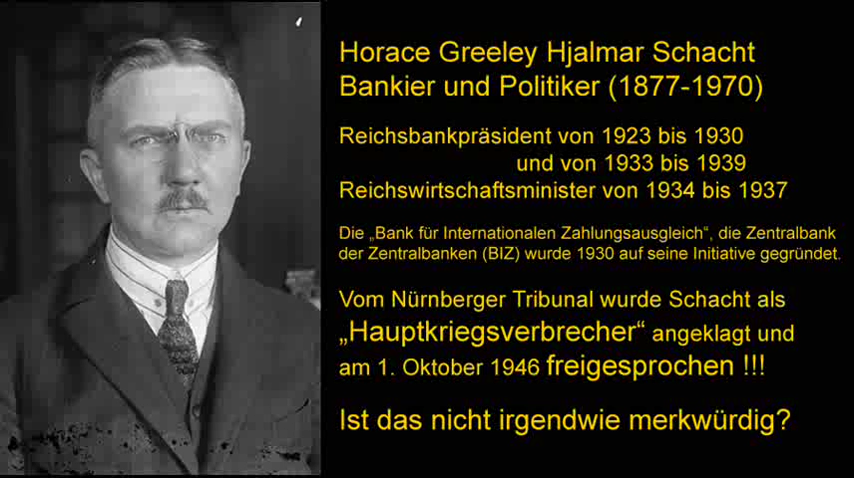 Horace Greeley Hjalmar Schacht
Bankier und Politiker (1877-1970)
Reichsbankpräsident von 1923 bis 1930
und von 1933 bis 1939
Reichswirtschaftsminister von 1934 bis 1937
Die „Bank für Internationalen Zahlungsausgleich“, die Zentralbank
der Zentralbanken (BIZ) wurde 1930 auf seine Initiative gegründet.
Vom Nürnberger Tribunal wurde Schacht als
„Hauptkriegsverbrecher“ angeklagt und
am 1. Oktober 1946 freigesprochen !!!
Ist das nicht irgendwie merkwürdig?